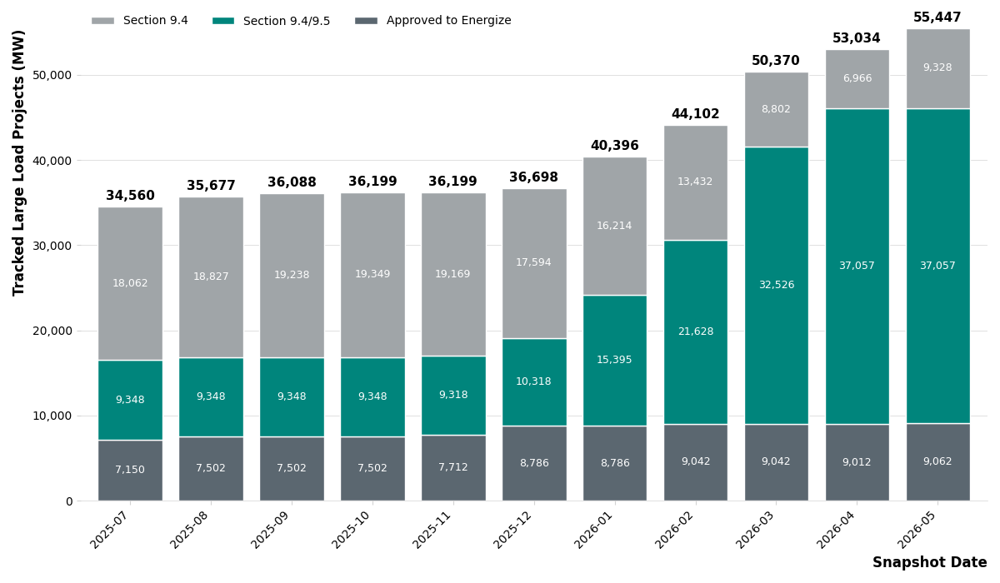 Section 9.4 Section 9.4/9.5 Approved to Energize
Tracked Large Load Projects (MW)
50,000
40,000
30,000
20,000
10,000
0
34,560 35,677 36,088 36,199 36,199 36,698 40,396 44,102 50,370 53,034 55,447
18,062 18,827 19,238 19,349 19,169 17,594 16,214 13,432 8,802 6,966 9,328
9,348 9,348 9,348 9,348 9,318 10,318 15,395 21,628 32,526 37,057 37,057
7,150 7,502 7,502 7,502 7,712 8,786 8,786 9,042 9,042 9,012 9,062
2025-07 2025-08 2025-09 2025-10 2025-11 2025-12 2026-01 2026-02 2026-03 2026-04 2026-05
Snapshot Date